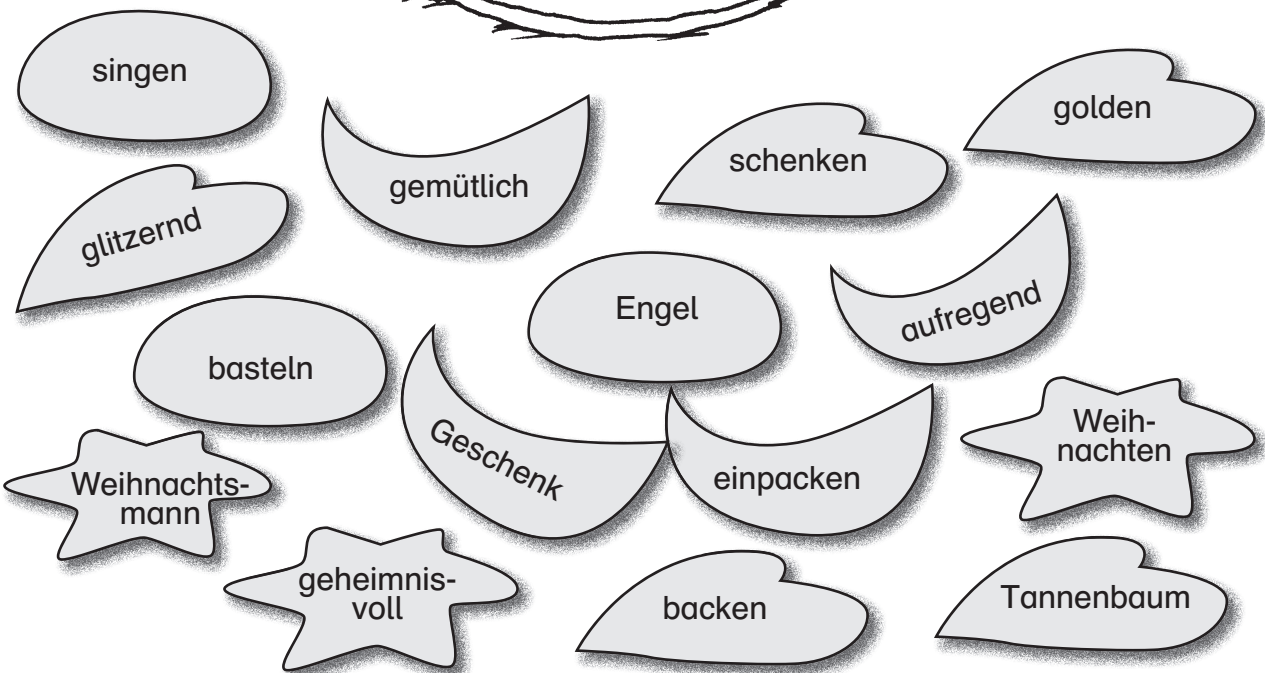 singen
golden
schenken
gemütlich
glitzernd
Engel
aufregend
basteln
Geschenk
einpacken
Weih-
nachten
Weihnachts-
mann
geheimnis-
voll
backen
Tannenbaum